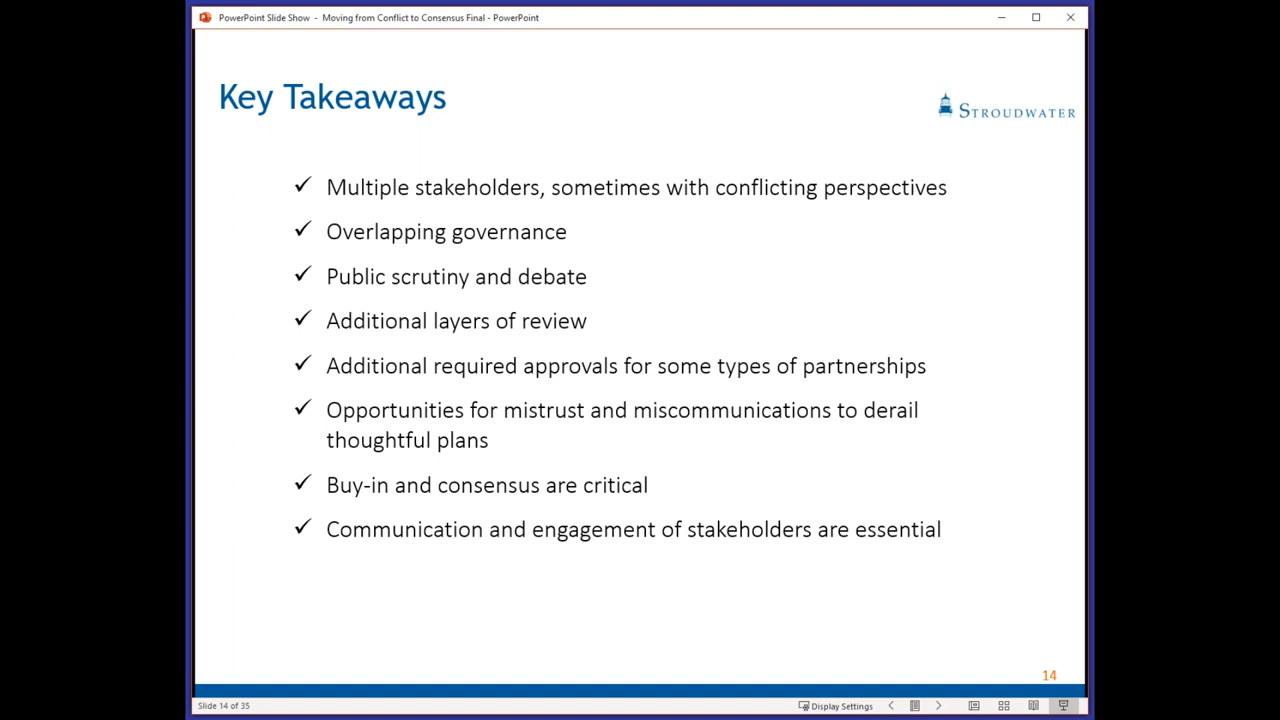 PowerPoint Slide Show - Moving from Conflict to Consensus Final - PowerPoint
Key Takeaways
STROUDWATER
✓ Multiple stakeholders, sometimes with conflicting perspectives
✓ Overlapping governance
✓ Public scrutiny and debate
✓ Additional layers of review
✓ Additional required approvals for some types of partnerships
✓ Opportunities for mistrust and miscommunications to derail
thoughtful plans
✓ Buy-in and consensus are critical
✓ Communication and engagement of stakeholders are essential
14
Slide 14 of 35
Display Settings